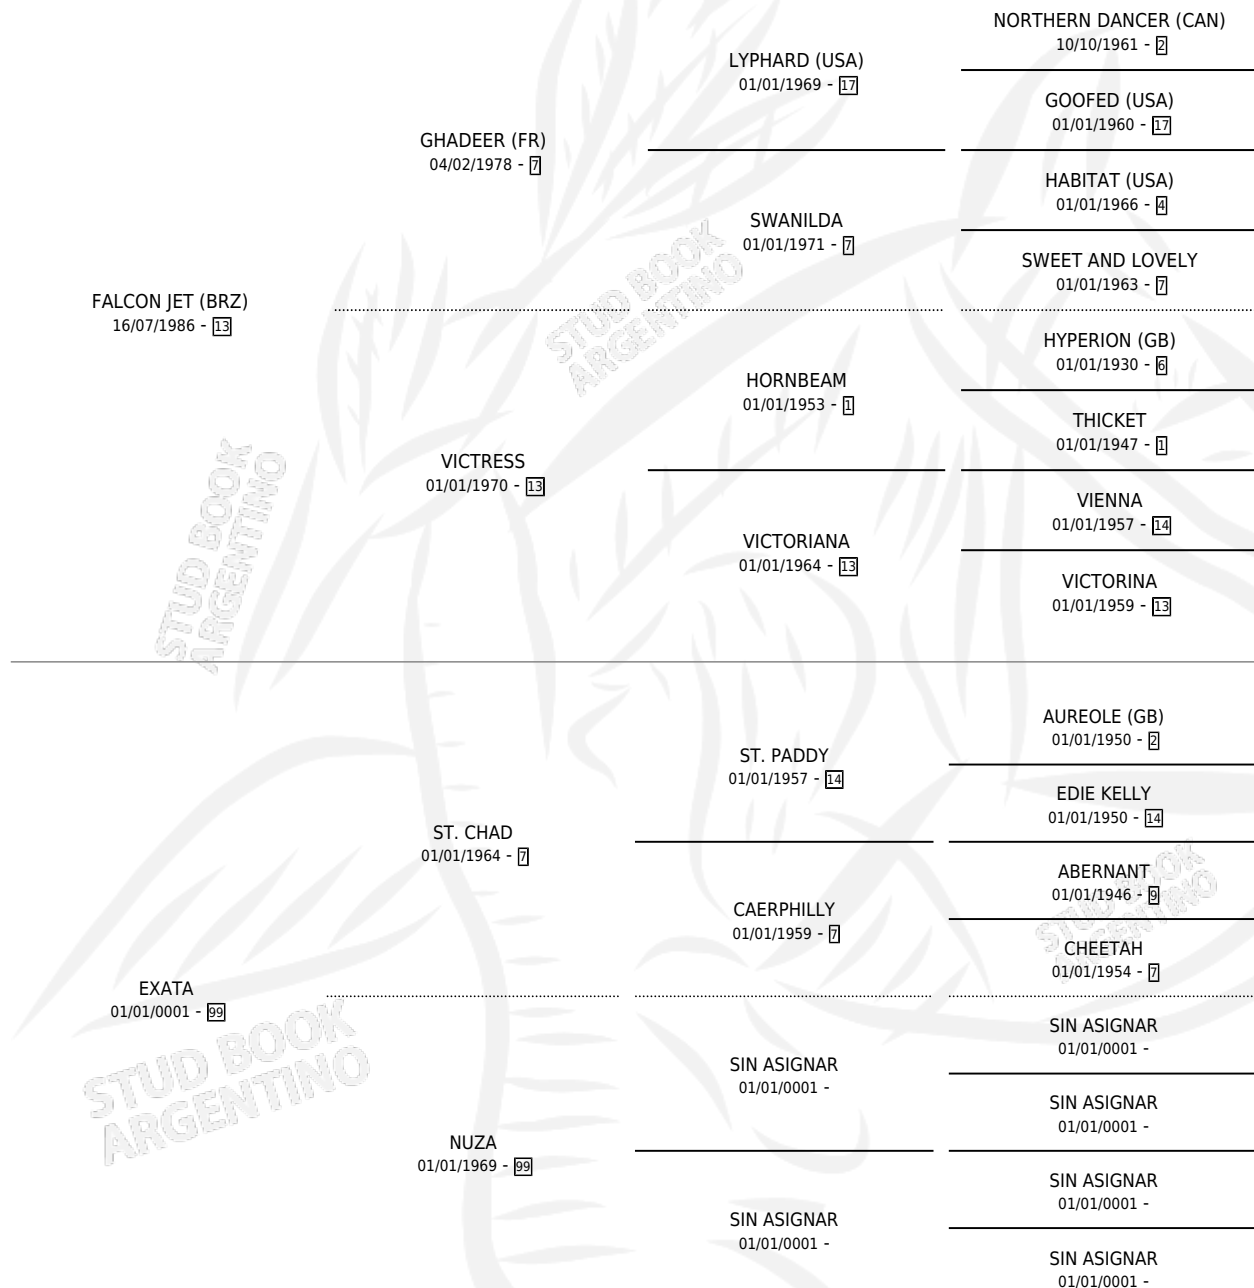 NORTHERN DANCER (CAN)
10/10/1961 - 2
LYPHARD (USA)
01/01/1969 - 17
GOOFED (USA)
01/01/1960 - 17
GHADEER (FR)
04/02/1978 - 7
HABITAT (USA)
01/01/1966 - 4
SWANILDA
01/01/1971 - 7
SWEET AND LOVELY
01/01/1963 - 7
FALCON JET (BRZ)
16/07/1986 - 13
HYPERION (GB)
01/01/1930 - 6
HORNBEAM
01/01/1953 - 1
THICKET
01/01/1947 - 1
VICTRESS
01/01/1970 - 13
VIENNA
01/01/1957 - 14
VICTORIANA
01/01/1964 - 13
VICTORINA
01/01/1959 - 13
STUD BOOK
ARGENTINO
STUD BOOK
ARGENTINO
AUREOLE (GB)
01/01/1950 - 2
ST. PADDY
01/01/1957 - 14
EDIE KELLY
01/01/1950 - 14
ST. CHAD
01/01/1964 - 7
ABERNANT
01/01/1946 - 9
CAERPHILLY
01/01/1959 - 7
CHEETAH
01/01/1954 - 7
STUD BOOK
ARGENTINO
EXATA
01/01/0001 - 99
SIN ASIGNAR
01/01/0001 -
SIN ASIGNAR
01/01/0001 -
SIN ASIGNAR
01/01/0001 -
NUZA
01/01/1969 - 99
SIN ASIGNAR
01/01/0001 -
SIN ASIGNAR
01/01/0001 -
SIN ASIGNAR
01/01/0001 -
STUD BOOK
ARGENTINO